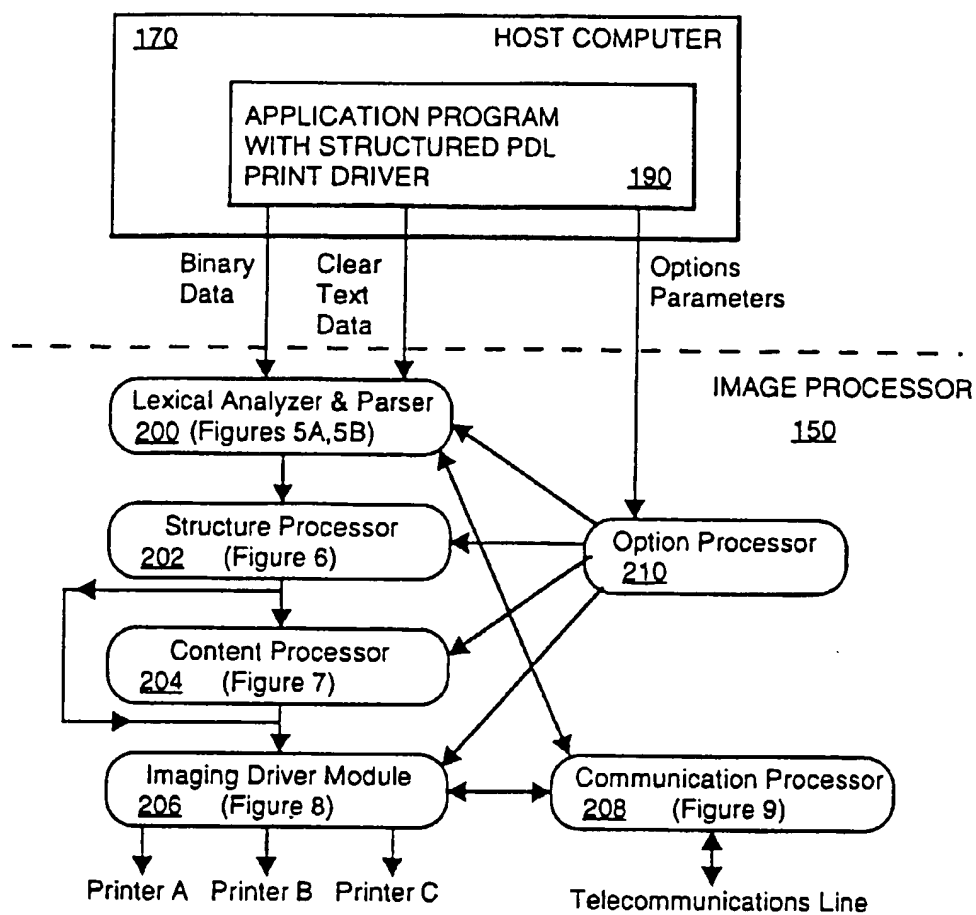 170 HOST COMPUTER
APPLICATION PROGRAM
WITH STRUCTURED PDL
PRINT DRIVER 190
Binary
Data
Clear
Text
Data
Options
Parameters
IMAGE PROCESSOR
150
Lexical Analyzer & Parser
200 (Figures 5A,5B)
Structure Processor
202 (Figure 6)
Option Processor
210
Content Processor
204 (Figure 7)
Imaging Driver Module
206 (Figure 8)
Communication Processor
208 (Figure 9)
Printer A Printer B Printer C
Telecommunications Line